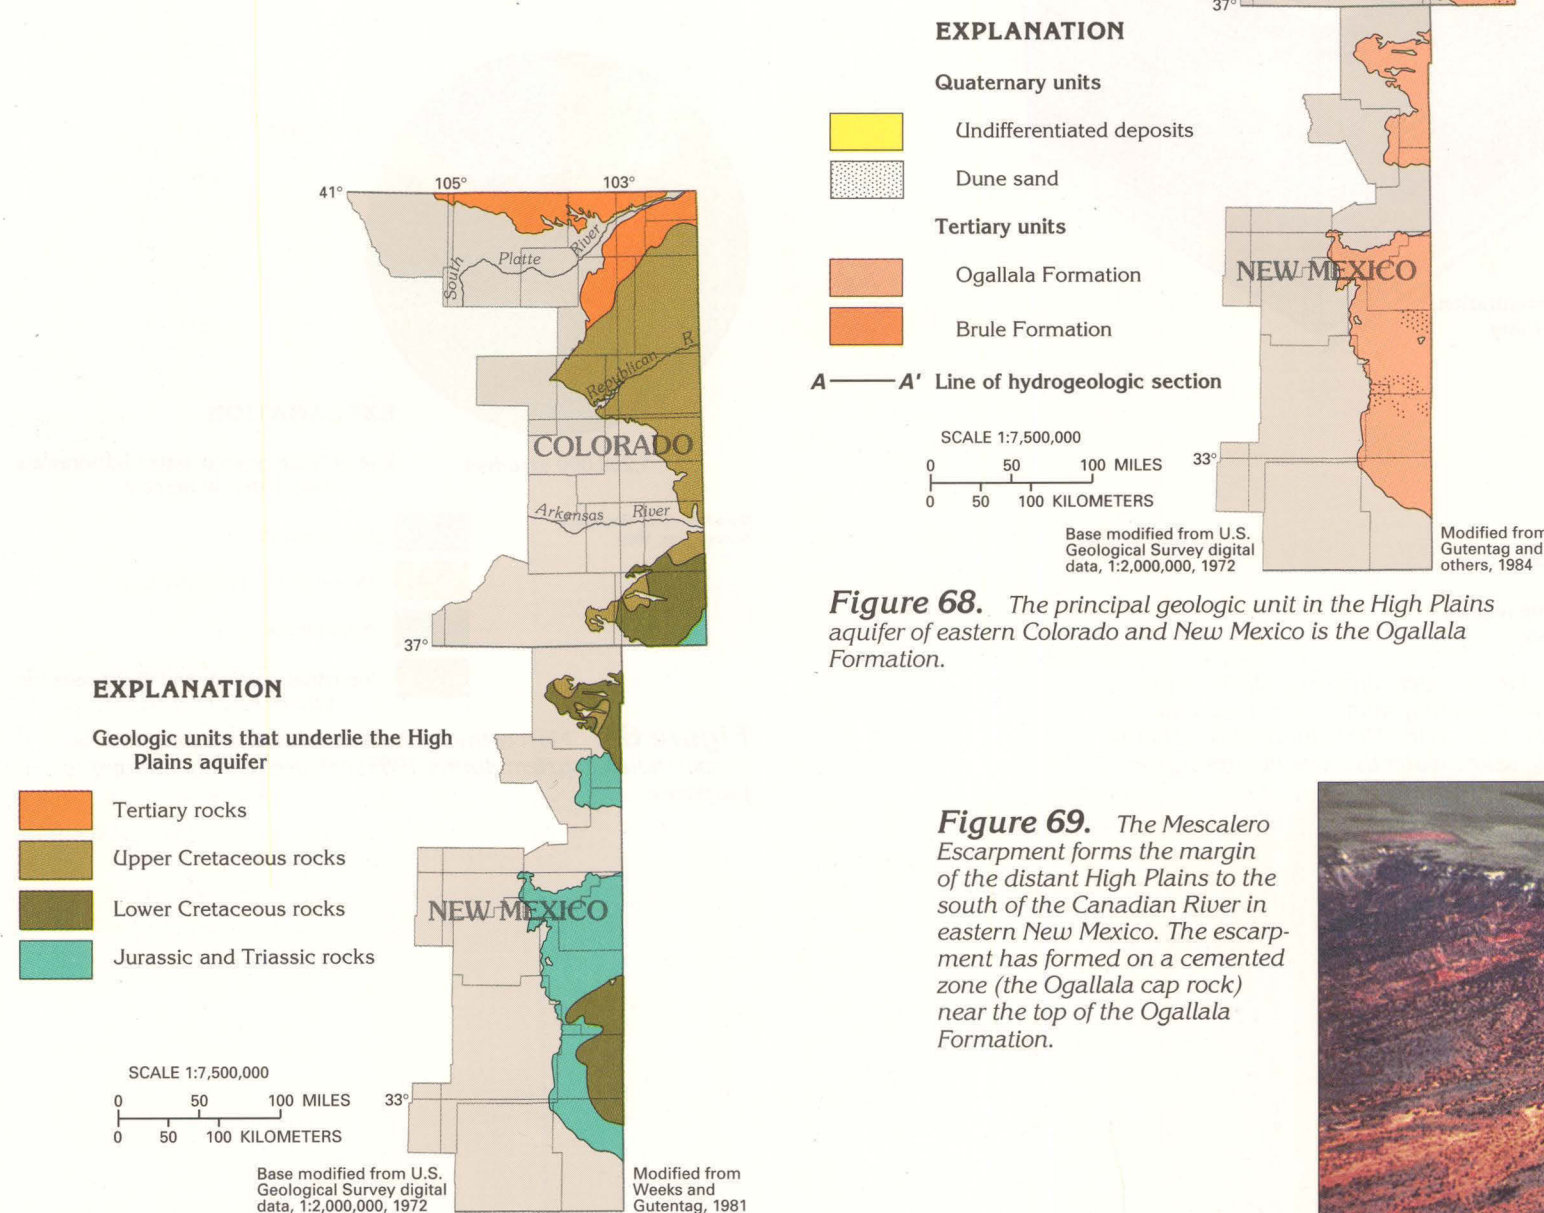 41°
105°
103°
South
Platte
River
Republican
R
COLORADO
Arkansas
River
37°
EXPLANATION
Geologic units that underlie the High
Plains aquifer
Tertiary rocks
Upper Cretaceous rocks
Lower Cretaceous rocks
Jurassic and Triassic rocks
NEW MEXICO
SCALE 1:7,500,000
0 50 100 MILES
0 50 100 KILOMETERS
33°
Base modified from U.S.
Geological Survey digital
data, 1:2,000,000, 1972
Modified from
Weeks and
Gutentag, 1981
37°
EXPLANATION
Quaternary units
Undifferentiated deposits
Dune sand
Tertiary units
Ogallala Formation
Brule Formation
A A' Line of hydrogeologic section
NEW MEXICO
SCALE 1:7,500,000
0 50 100 MILES
0 50 100 KILOMETERS
33°
Base modified from U.S.
Geological Survey digital
data, 1:2,000,000, 1972
Modified from
Gutentag and
others, 1984
Figure 68. The principal geologic unit in the High Plains
aquifer of eastern Colorado and New Mexico is the Ogallala
Formation.
Figure 69. The Mescalero
Escarpment forms the margin
of the distant High Plains to the
south of the Canadian River in
eastern New Mexico. The escarp-
ment has formed on a cemented
zone (the Ogallala cap rock)
near the top of the Ogallala
Formation.